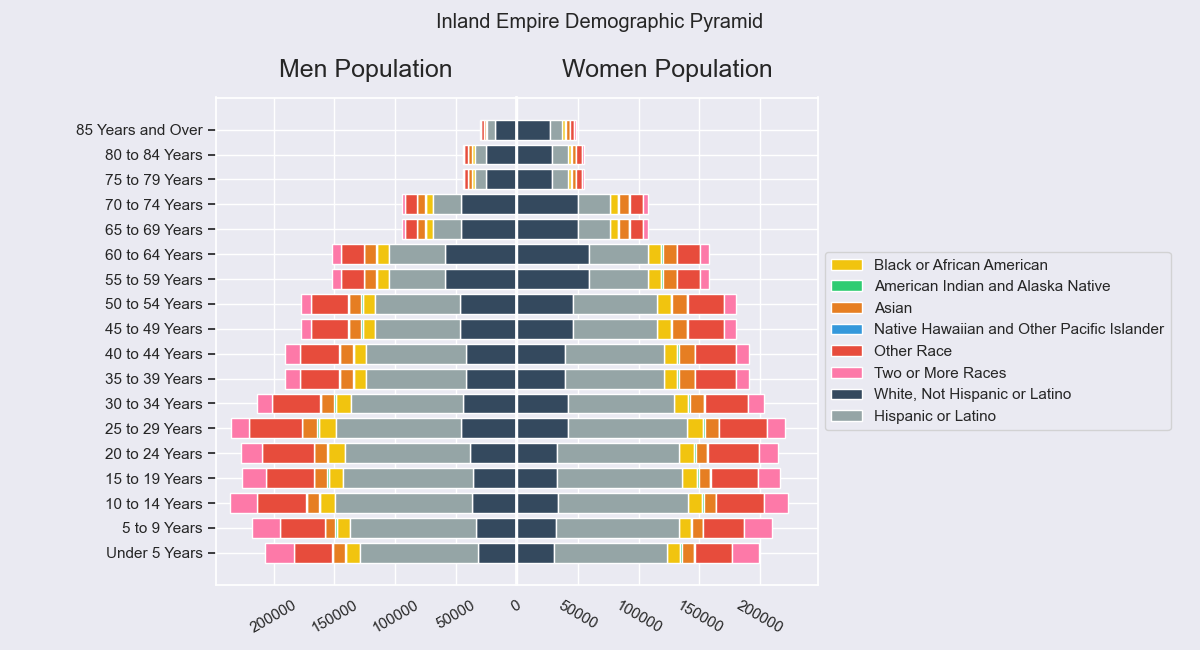 Inland Empire Demographic Pyramid
Men Population
Women Population
85 Years and Over
80 to 84 Years
75 to 79 Years
70 to 74 Years
65 to 69 Years
60 to 64 Years
55 to 59 Years
50 to 54 Years
45 to 49 Years
40 to 44 Years
35 to 39 Years
30 to 34 Years
25 to 29 Years
20 to 24 Years
15 to 19 Years
10 to 14 Years
5 to 9 Years
Under 5 Years
200000
150000
100000
50000
0
50000
100000
150000
200000
Black or African American
American Indian and Alaska Native
Asian
Native Hawaiian and Other Pacific Islander
Other Race
Two or More Races
White, Not Hispanic or Latino
Hispanic or Latino